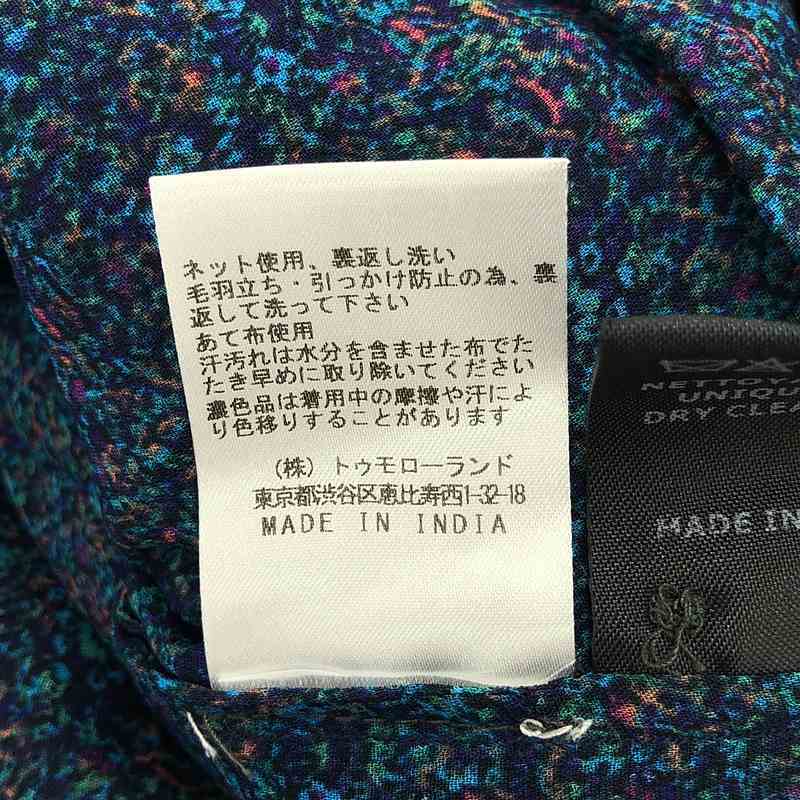 ネット使用、裏返し洗い
毛羽立ち・引っかけ防止の為、裏
返して洗って下さい
あて布使用
汗汚れは水分を含ませた布でた
たき早めに取り除いてください
濃色品は着用中の摩擦や汗によ
り色移りすることがあります
(株)トゥモローランド
東京都渋谷区恵比寿西1-32-18
MADE IN INDIA
NETTOYA
UNIQU
DRY CLEA
MADE IN